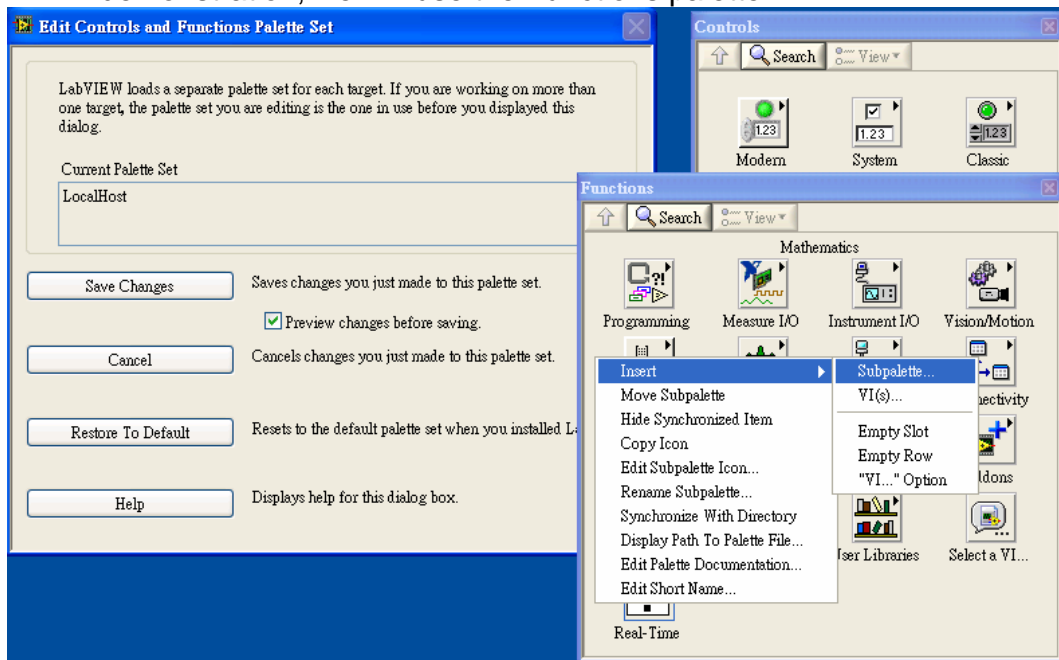 Edit Controls and Functions Palette Set
LabVIEW loads a separate palette set for each target. If you are working on more than
one target, the palette set you are editing is the one in use before you displayed this
dialog.
Current Palette Set
LocalHost
Save Changes
Saves changes you just made to this palette set.
Preview changes before saving.
Cancel
Cancels changes you just made to this palette set.
Restore To Default
Resets to the default palette set when you installed
Help
Displays help for this dialog box.
Controls
Search
View
Modern
System
Classic
Functions
Search
View
Mathematics
Programming
Measure I/O
Instrument I/O
Vision/Motion
Insert
Move Subpalette
Hide Synchronized Item
Copy Icon
Edit Subpalette Icon...
Rename Subpalette...
Synchronize With Directory
Display Path To Palette File...
Edit Palette Documentation...
Edit Short Name...
Subpalette...
VI(s)...
Empty Slot
Empty Row
"VI..." Option
Libraries
Select a VI...
Real-Time